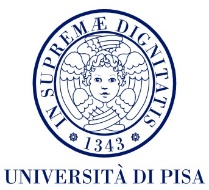 IN SUPREMÆ DIGNITATIS
· 1343 ·
UNIVERSITÀ DI PISA